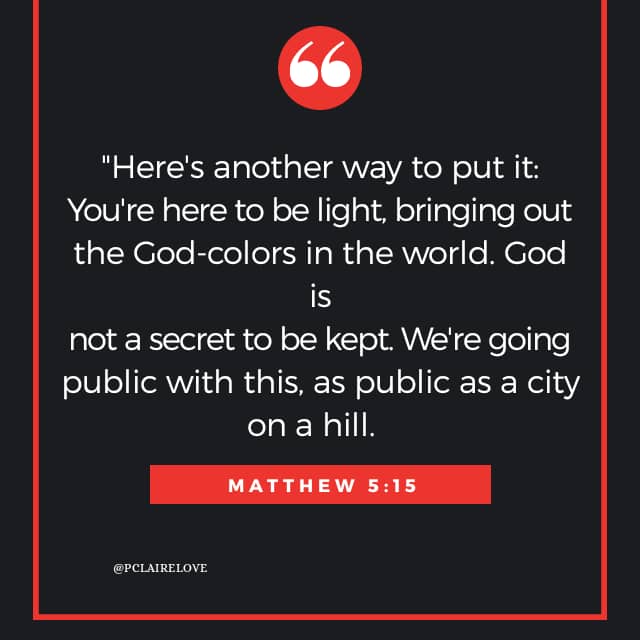 "Here's another way to put it:
You're here to be light, bringing out
the God-colors in the world. God
is
not a secret to be kept. We're going
public with this, as public as a city
on a hill.
MATTHEW 5:15
@PCLAIRELOVE